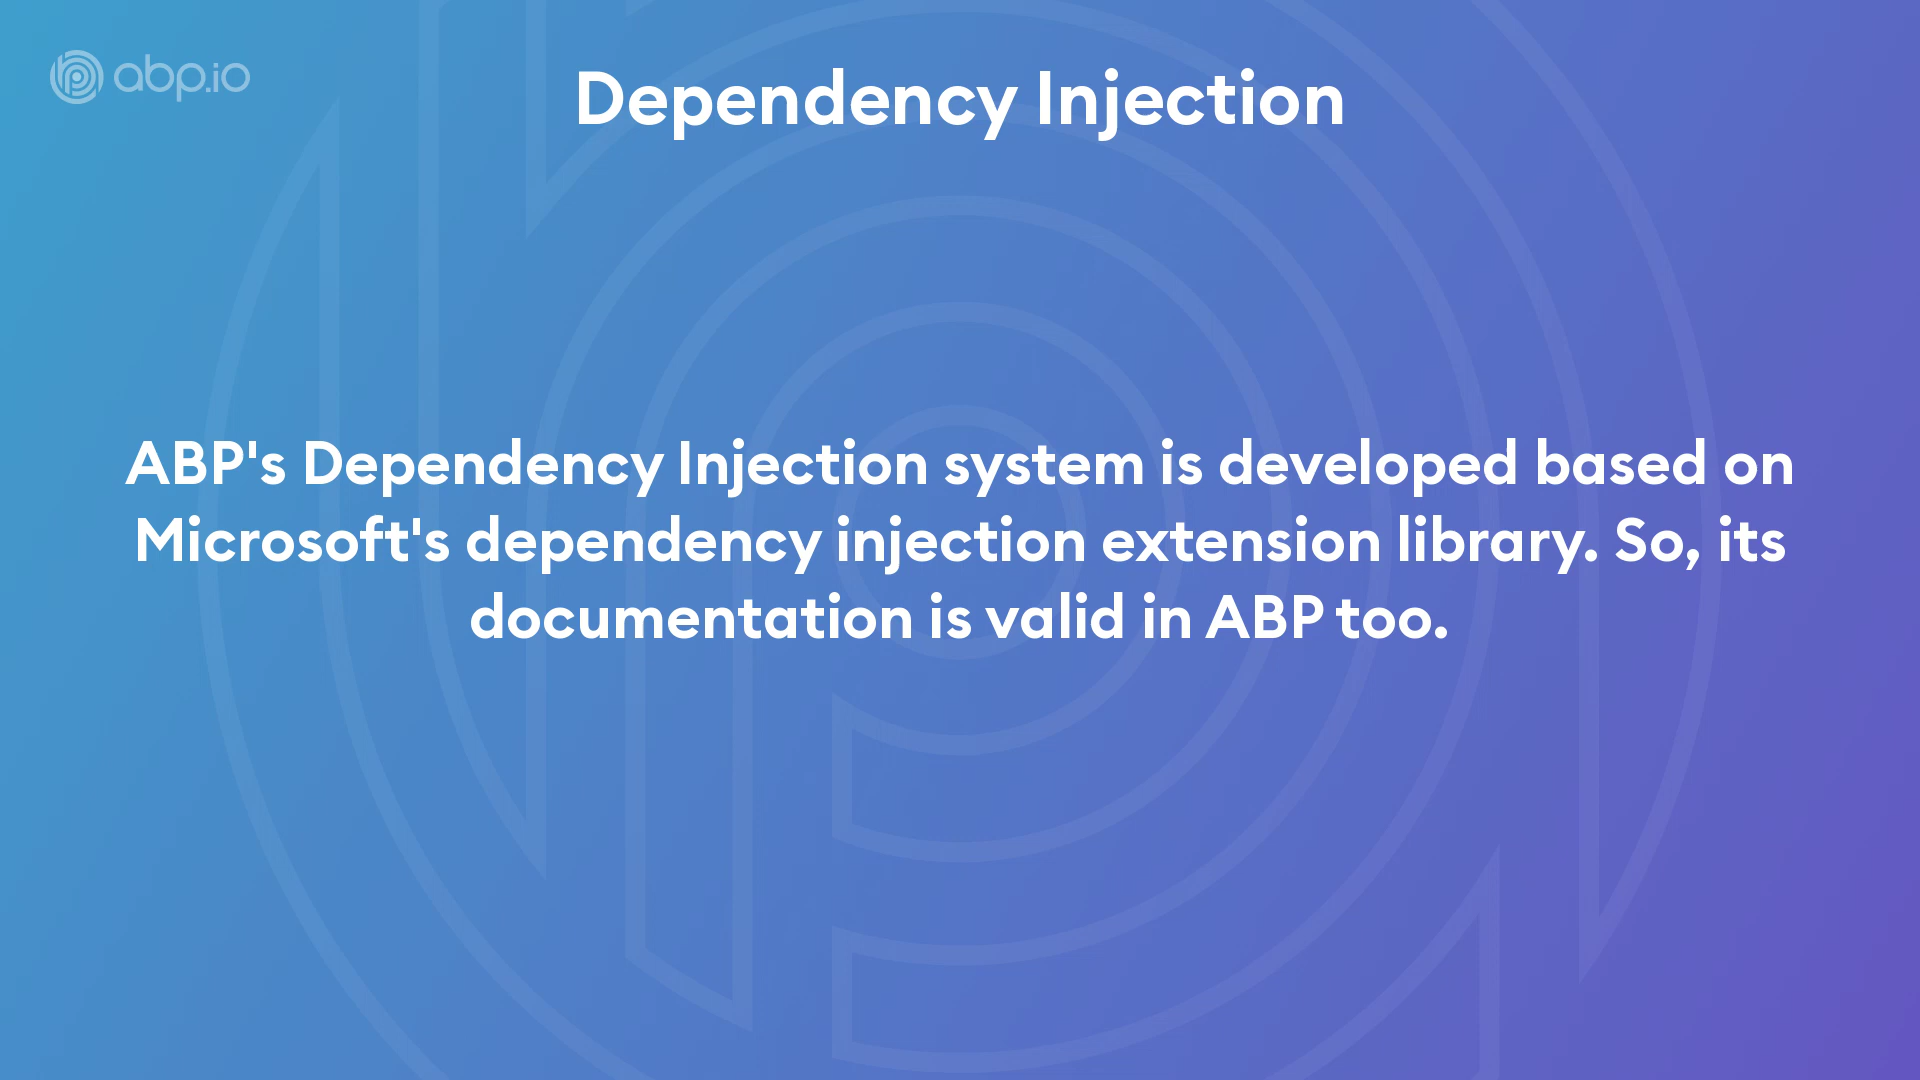 abp.io
Dependency Injection
ABP's Dependency Injection system is developed based on
Microsoft's dependency injection extension library. So, its
documentation is valid in ABP too.